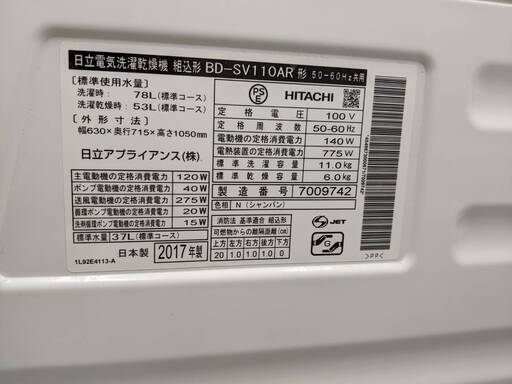 日立電気洗濯乾燥機 組込形 BD-SV110AR 形 50-60Hz共用
[標準使用水量]
洗濯時: 78L(標準コース)
洗濯乾燥時: 53L(標準コース)
[外形寸法]
幅630×奥行715×高さ1050mm
日立アプライアンス(株)
主電動機の定格消費電力 120W
ポンプ電動機の定格消費電力 40W
送風電動機の定格消費電力 275W
循環ポンプ電動機の定格消費電力 20W
洗剤循環ポンプ電動機の定格消費電力 15W
標準水量 37L(標準コース)
日本製 2017年製
1L92E4113-A
PS E HITACHI
定格電圧 100V
定格周波数 50-60Hz
電動機の定格消費電力 140W
電熱装置の定格消費電力 775W
標準洗濯容量 11.0kg
標準乾燥容量 6.0kg
製造番号 7009742
色相 N(シャンパン)
消防法 基準適合 組込形
可燃物からの離隔距離(cm)
上方 左方 右方 前方 後方 下方
20 1.0 1.0 1.0 1.0 0
S JET
G
>PP<